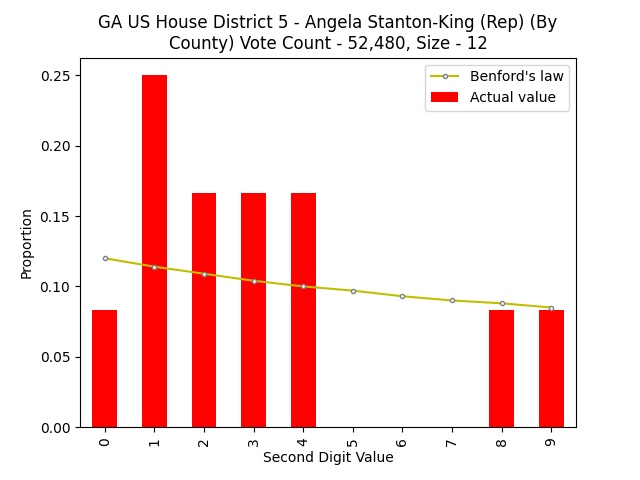 GA US House District 5 - Angela Stanton-King (Rep) (By
County) Vote Count - 52,480, Size - 12
Benford's law
Actual value
0.25
0.20
0.15
0.10
0.05
0.00
Proportion
0 1 2 3 4 5 6 7 8 9
Second Digit Value